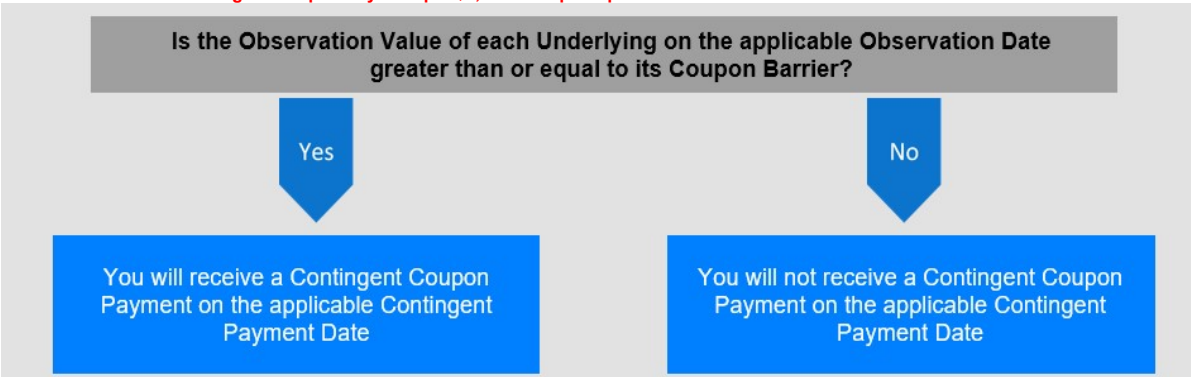 Is the Observation Value of each Underlying on the applicable Observation Date
greater than or equal to its Coupon Barrier?
Yes
No
You will receive a Contingent Coupon
Payment on the applicable Contingent
Payment Date
You will not receive a Contingent Coupon
Payment on the applicable Contingent
Payment Date